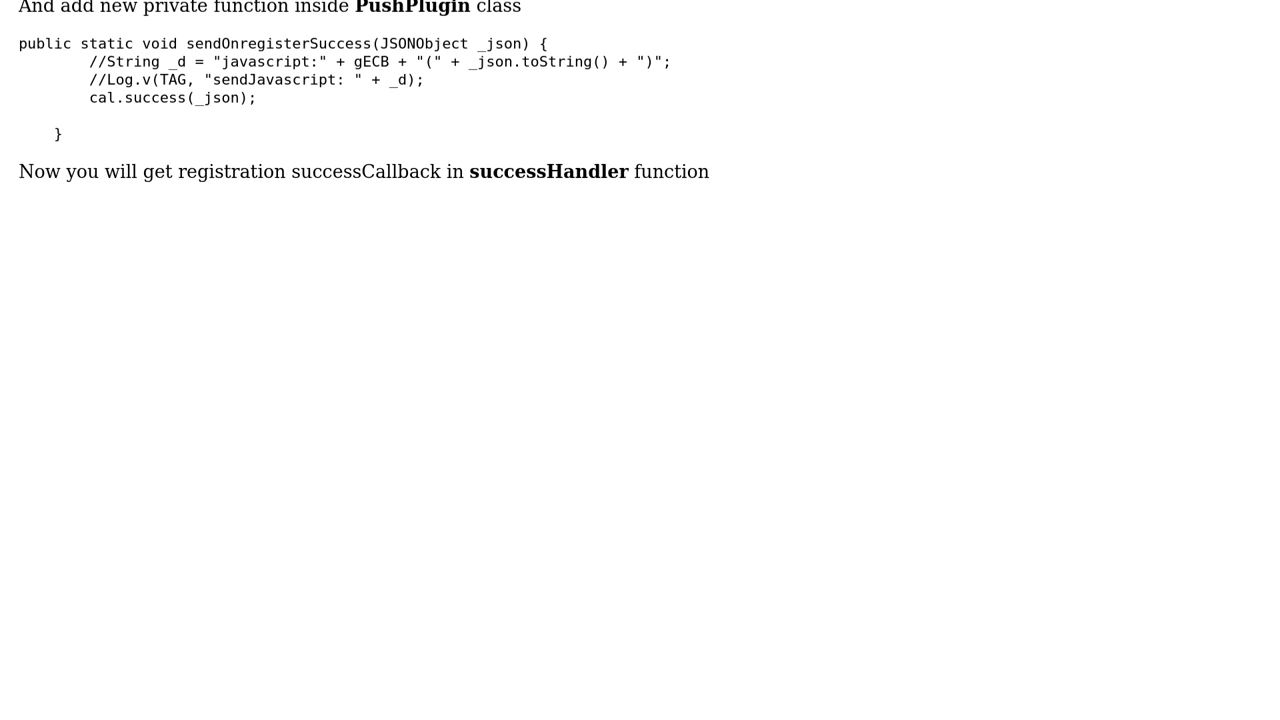 And add new private function inside PushPlugin class
public static void sendOnregisterSuccess(JSONObject _json) {
        //String _d = "javascript:" + gECB + "(" + _json.toString() + ")";
        //Log.v(TAG, "sendJavascript: " + _d);
        cal.success(_json);
    }
Now you will get registration successCallback in successHandler function